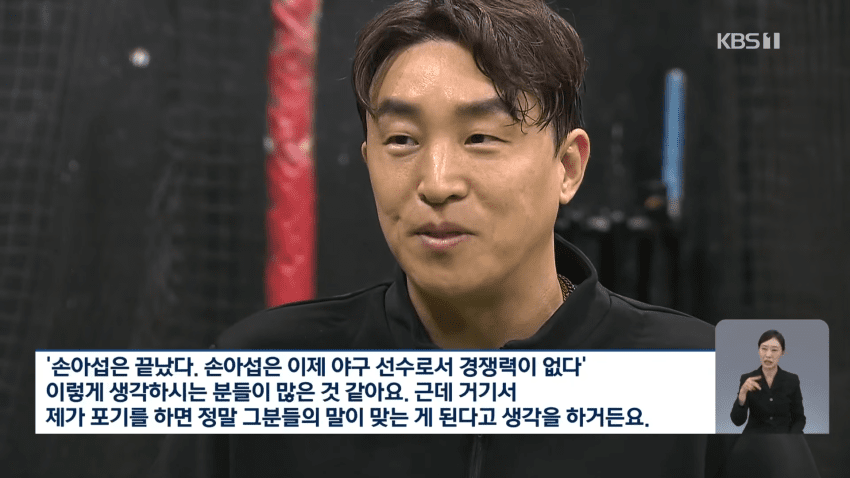 KBS1
'손아섭은 끝났다. 손아섭은 이제 야구 선수로서 경쟁력이 없다'
이렇게 생각하시는 분들이 많은 것 같아요. 근데 거기서
제가 포기를 하면 정말 그분들의 말이 맞는 게 된다고 생각을 하거든요.